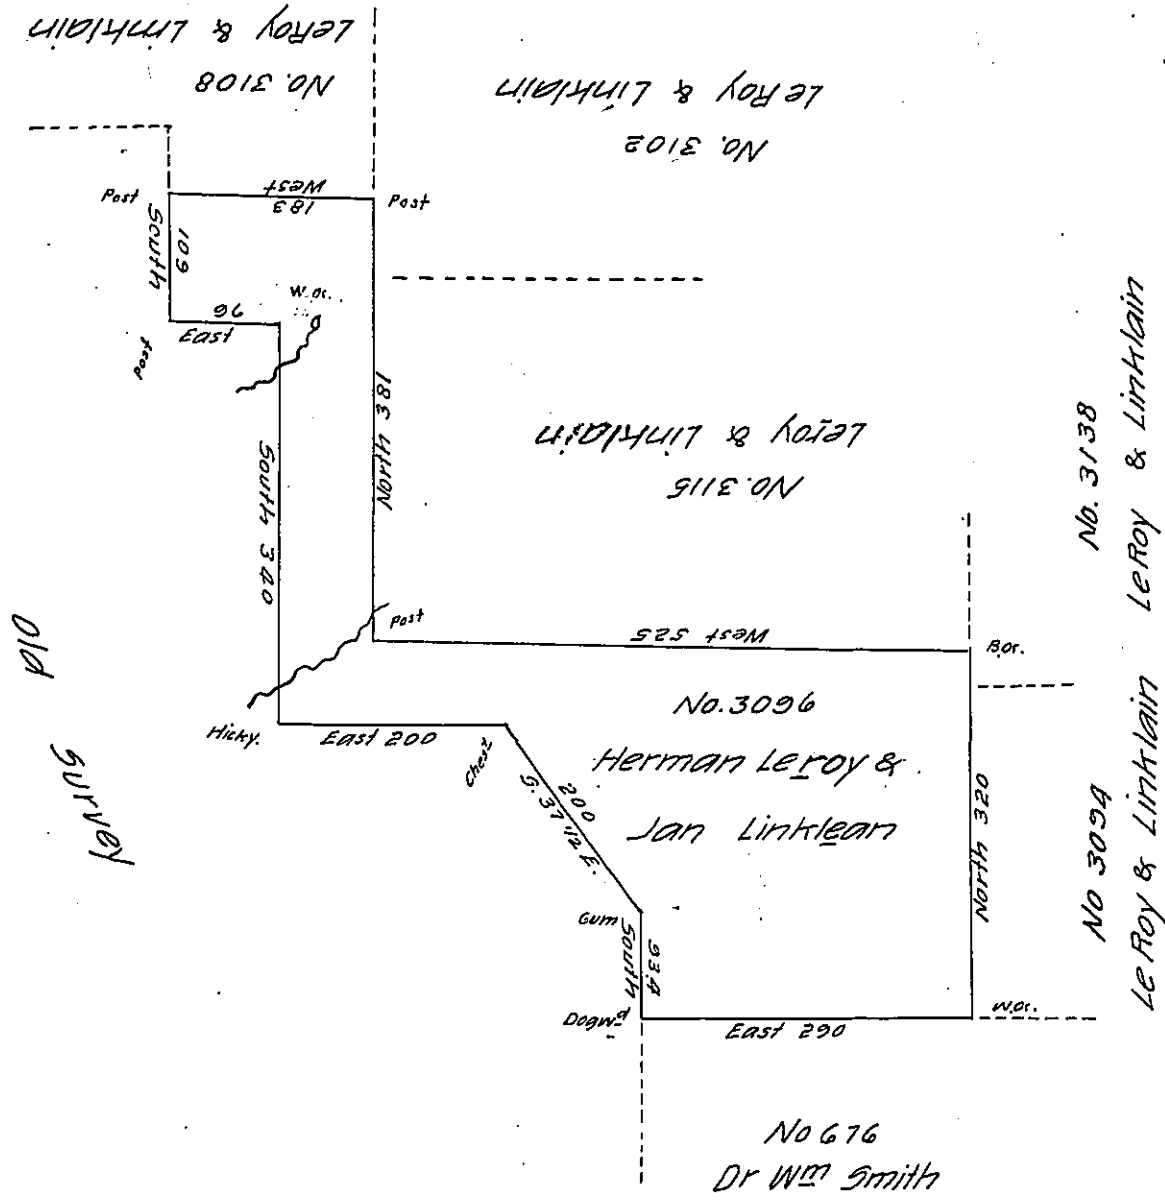 LeRoy & Linklain
No. 3108
LeRoy & Linklain
No. 3102
Post
West
183
Post
South
109
W.Oc.
96
East
Post
North 381
Leroy & Linklain
No. 3115
South 340
No. 3138
LeRoy & Linklain
Old Survey
Post
West 525
B.Oc.
No. 3096
Herman Leroy &
Jan Linklean
Hicky.
East 200
Chest
200
S. 37 1/2 E.
North 320
No 3094
LeRoy & Linklain
Gum
South
93.4
Dogwd
East 290
W.Oc.
No 676
Dr Wm Smith